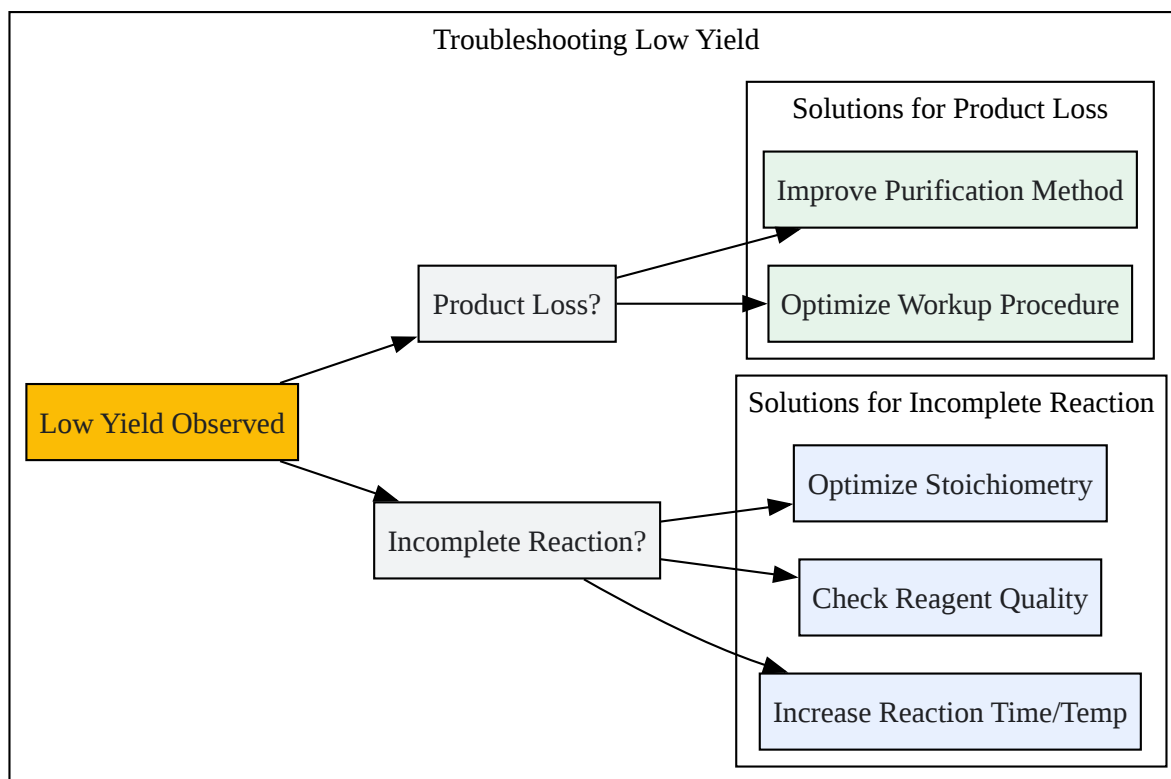 Troubleshooting Low Yield
Solutions for Product Loss
Improve Purification Method
Product Loss?
Optimize Workup Procedure
Low Yield Observed
Solutions for Incomplete Reaction
Optimize Stoichiometry
Incomplete Reaction?
Check Reagent Quality
Increase Reaction Time/Temp